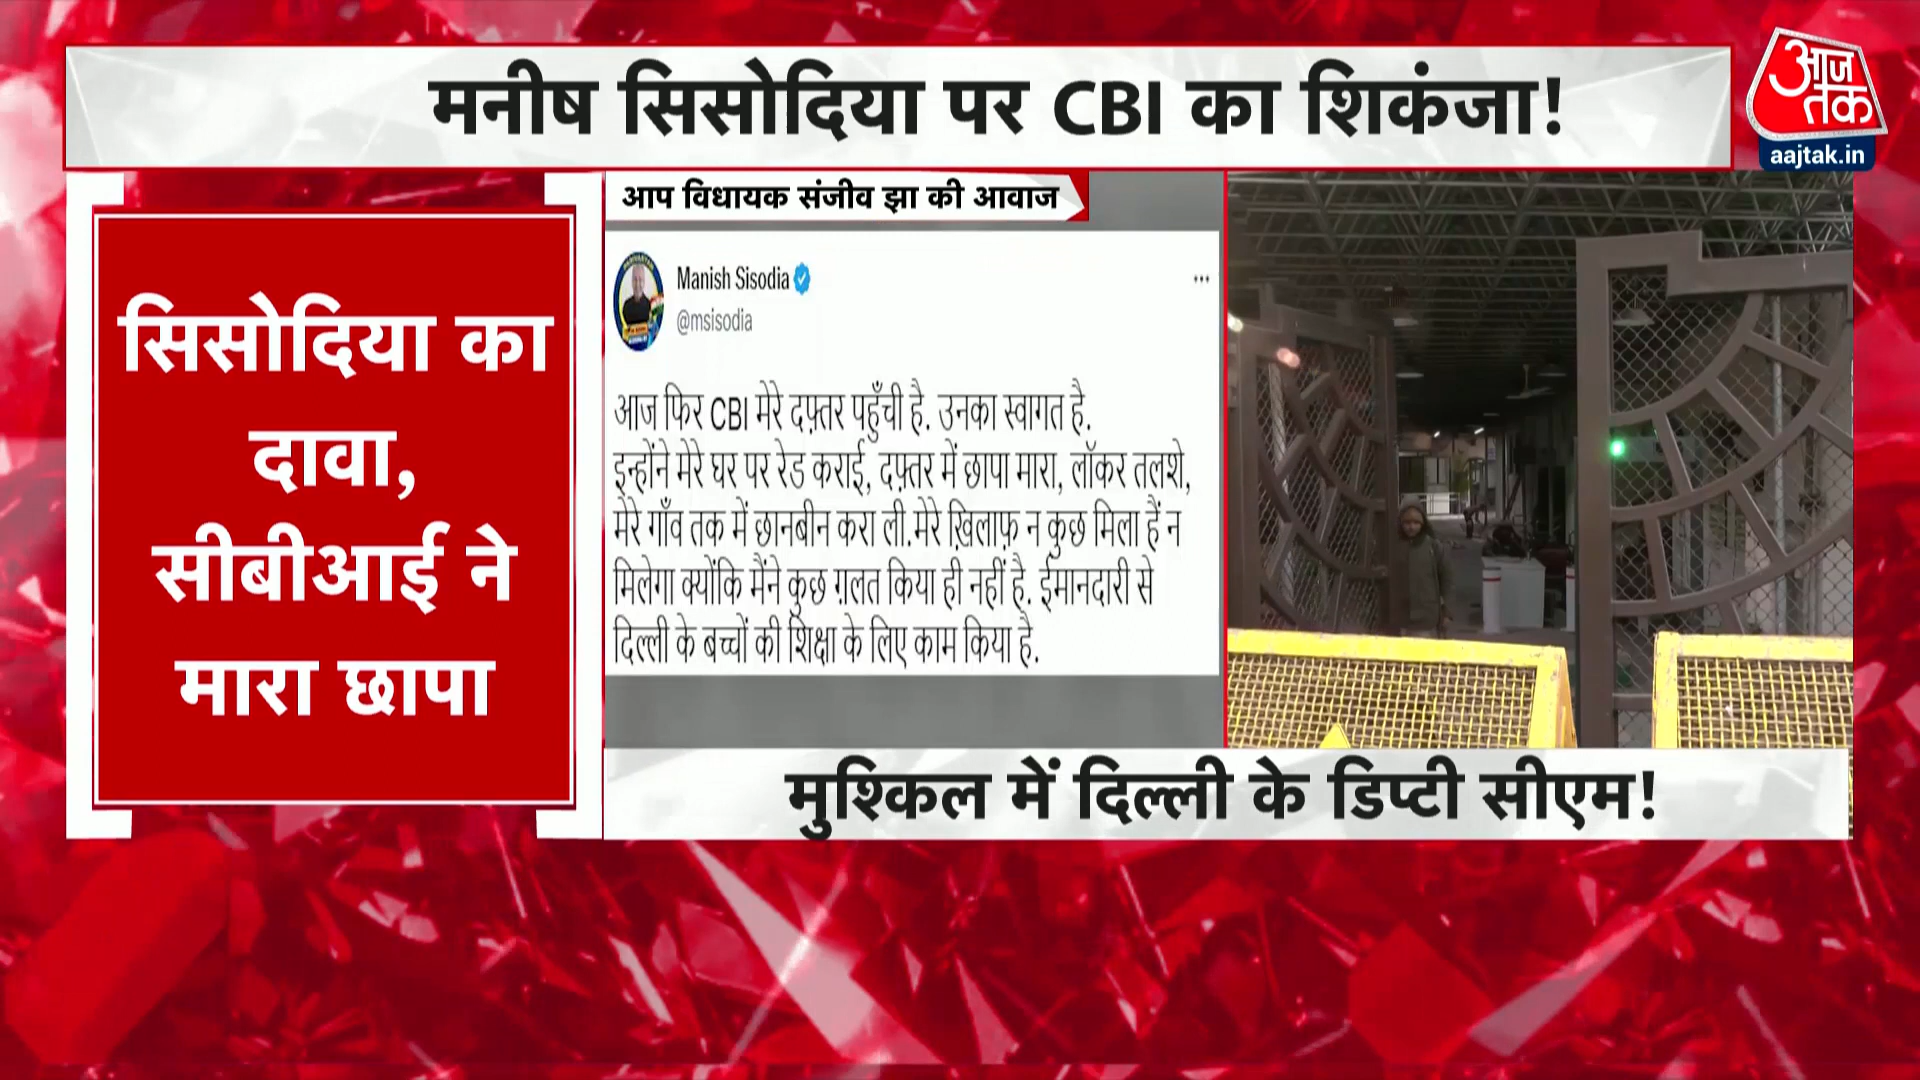 मनीष सिसोदिया पर CBI का शिकंजा!
आज
तक
aajtak.in
सिसोदिया का
दावा,
सीबीआई ने
मारा छापा
आप विधायक संजीव झा की आवाज
Manish Sisodia
@msisodia
आज फिर CBI मेरे दफ़्तर पहुँची है. उनका स्वागत है.
इन्होंने मेरे घर पर रेड कराई, दफ़्तर में छापा मारा, लॉकर तलाशे,
मेरे गाँव तक में छानबीन करा ली.मेरे ख़िलाफ़ न कुछ मिला हैं न
मिलेगा क्योंकि मैंने कुछ ग़लत किया ही नहीं है. ईमानदारी से
दिल्ली के बच्चों की शिक्षा के लिए काम किया है.
मुश्किल में दिल्ली के डिप्टी सीएम!